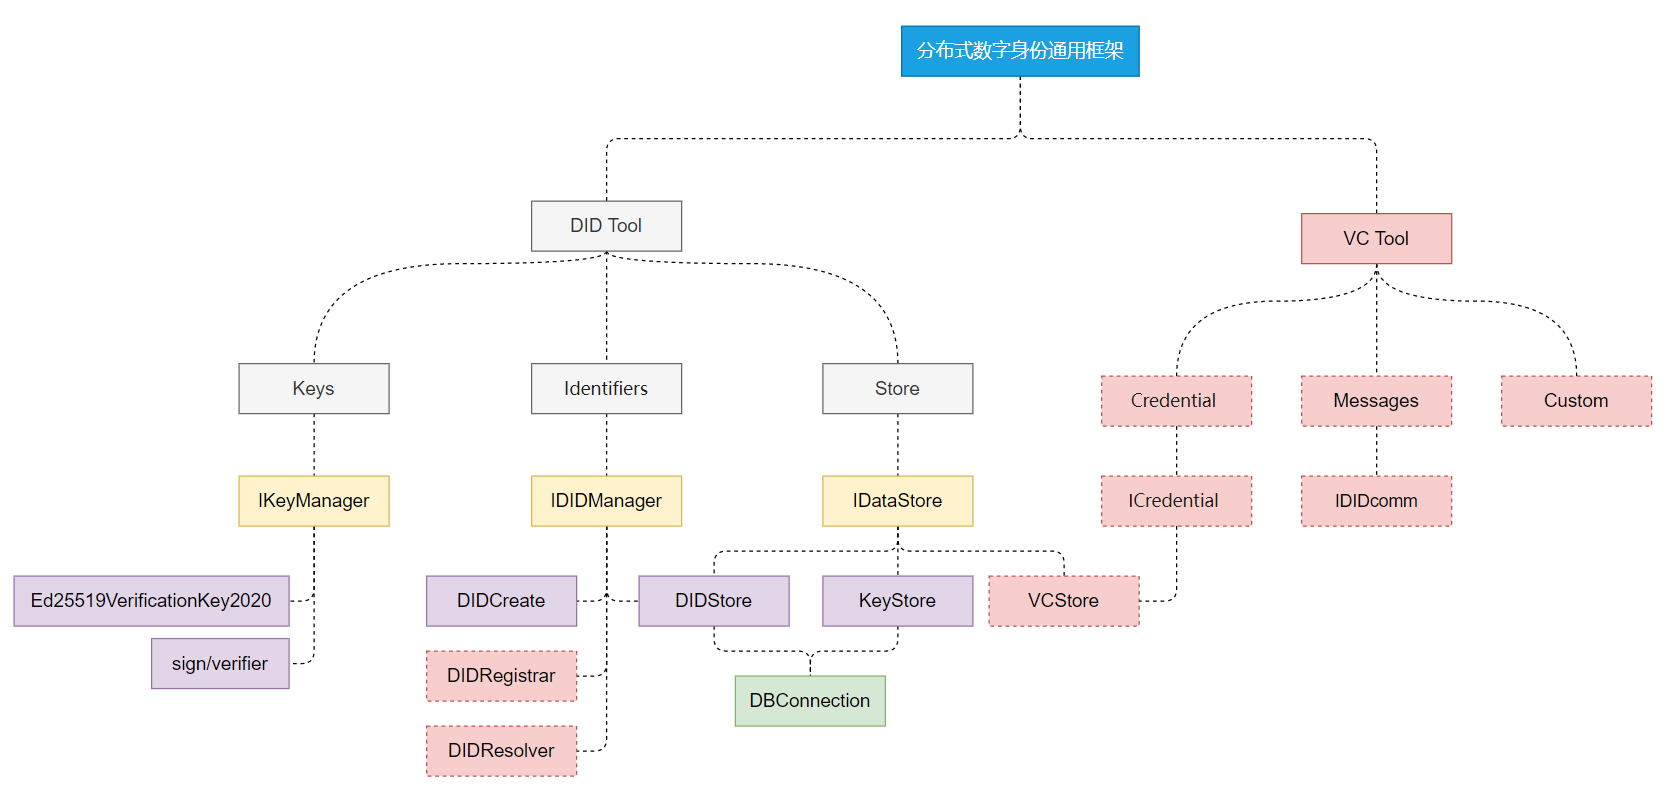 分布式数字身份通用框架
DID Tool
VC Tool
Keys
Identifiers
Store
Credential
Messages
Custom
IKeyManager
IDIDManager
IDataStore
ICredential
IDIDcomm
Ed25519VerificationKey2020
DIDCreate
DIDStore
KeyStore
VCStore
sign/verifier
DIDRegistrar
DBConnection
DIDResolver